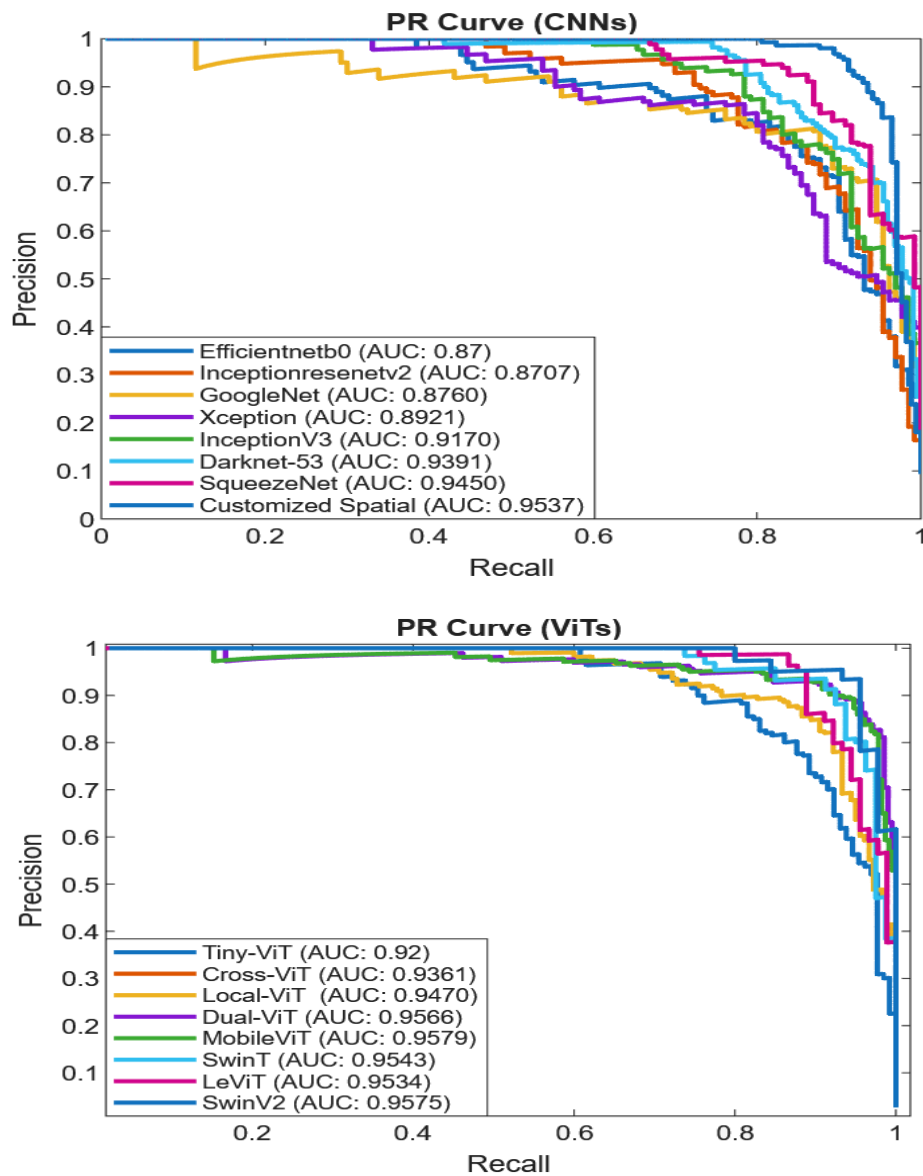 PR Curve (CNNs)
1
0.9
0.8
0.7
0.6
0.5
0.4
0.3
0.2
0.1
0
Precision
Efficientnetb0 (AUC: 0.87)
Inceptionresenetv2 (AUC: 0.8707)
GoogleNet (AUC: 0.8760)
Xception (AUC: 0.8921)
InceptionV3 (AUC: 0.9170)
Darknet-53 (AUC: 0.9391)
SqueezeNet (AUC: 0.9450)
Customized Spatial (AUC: 0.9537)
0 0.2 0.4 0.6 0.8 1
Recall
PR Curve (ViTs)
1
0.9
0.8
0.7
0.6
0.5
0.4
0.3
0.2
0.1
Precision
Tiny-ViT (AUC: 0.92)
Cross-ViT (AUC: 0.9361)
Local-ViT (AUC: 0.9470)
Dual-ViT (AUC: 0.9566)
MobileViT (AUC: 0.9579)
SwinT (AUC: 0.9543)
LeViT (AUC: 0.9534)
SwinV2 (AUC: 0.9575)
0.2 0.4 0.6 0.8 1
Recall